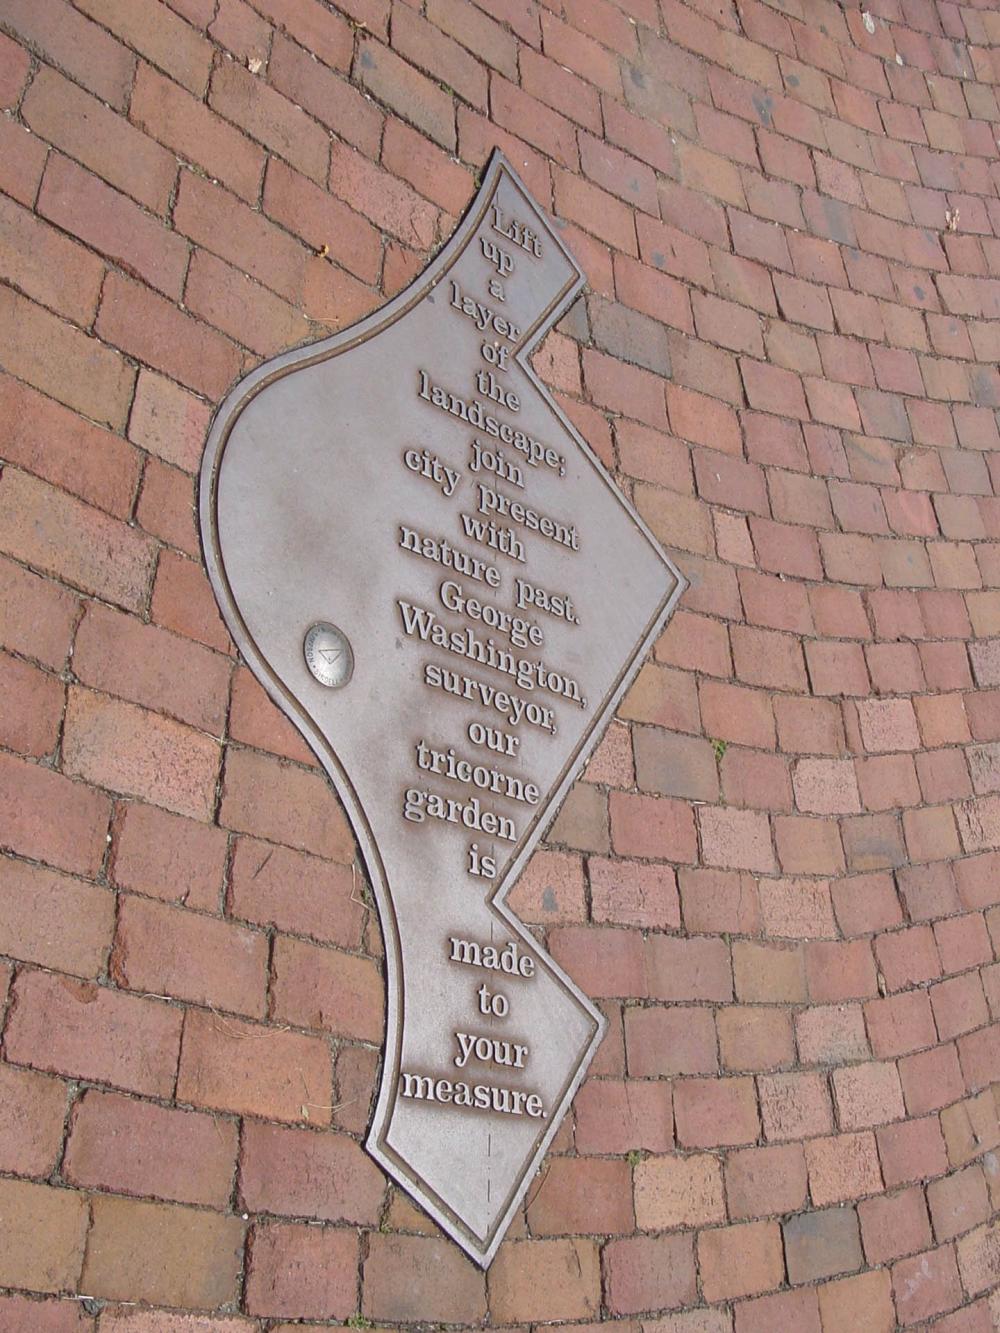 Lift
up
a
layer
of
the
landscape;
join
city present
with
nature past.
George
Washington,
surveyor,
our
tricorne
garden
is
made
to
your
measure.